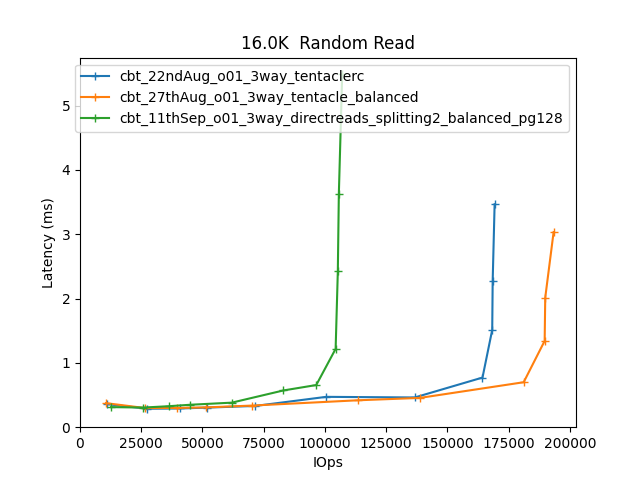 16.0K  Random Read
cbt_22ndAug_o01_3way_tentaclerc
cbt_27thAug_o01_3way_tentacle_balanced
cbt_11thSep_o01_3way_directreads_splitting2_balanced_pg128
Latency (ms)
5
4
3
2
1
0
0 25000 50000 75000 100000 125000 150000 175000 200000
IOps